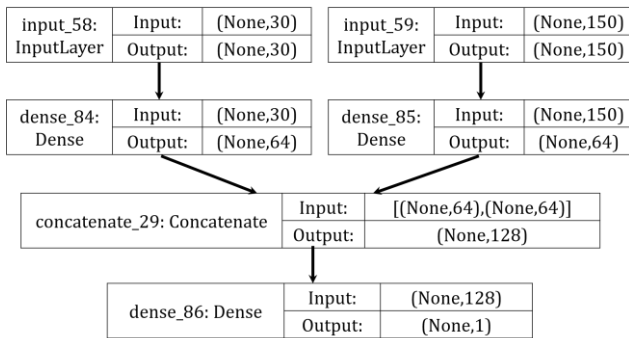 input_58: InputLayer Input: (None,30) Output: (None,30)
input_59: InputLayer Input: (None,150) Output: (None,150)
dense_84: Dense Input: (None,30) Output: (None,64)
dense_85: Dense Input: (None,150) Output: (None,64)
concatenate_29: Concatenate Input: [(None,64),(None,64)] Output: (None,128)
dense_86: Dense Input: (None,128) Output: (None,1)